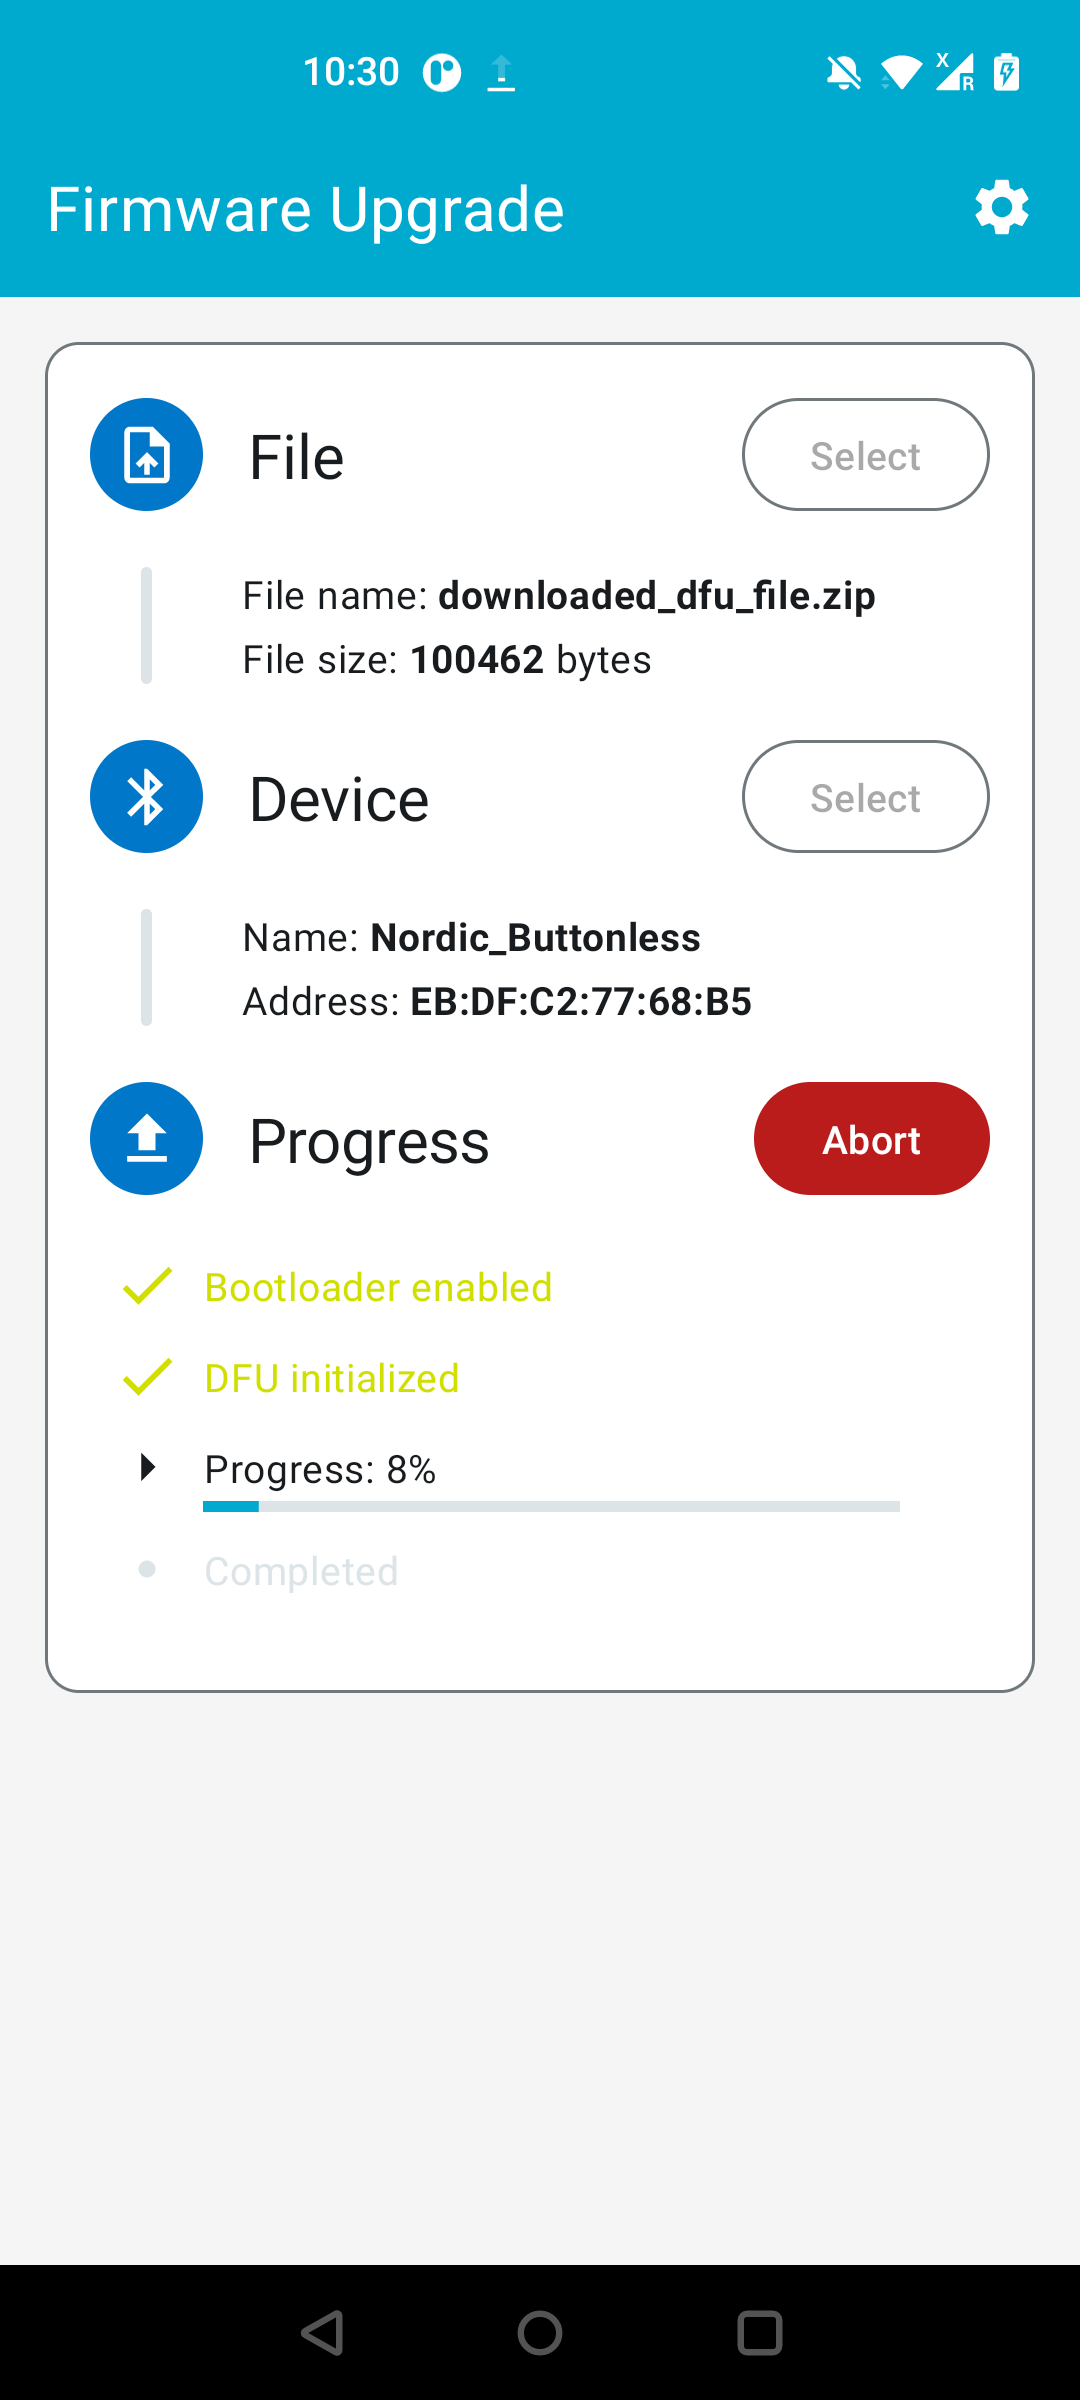 10:30
Firmware Upgrade
File
Select
File name: downloaded_dfu_file.zip
File size: 100462 bytes
Device
Select
Name: Nordic_Buttonless
Address: EB:DF:C2:77:68:B5
Progress
Abort
Bootloader enabled
DFU initialized
Progress: 8%
Completed